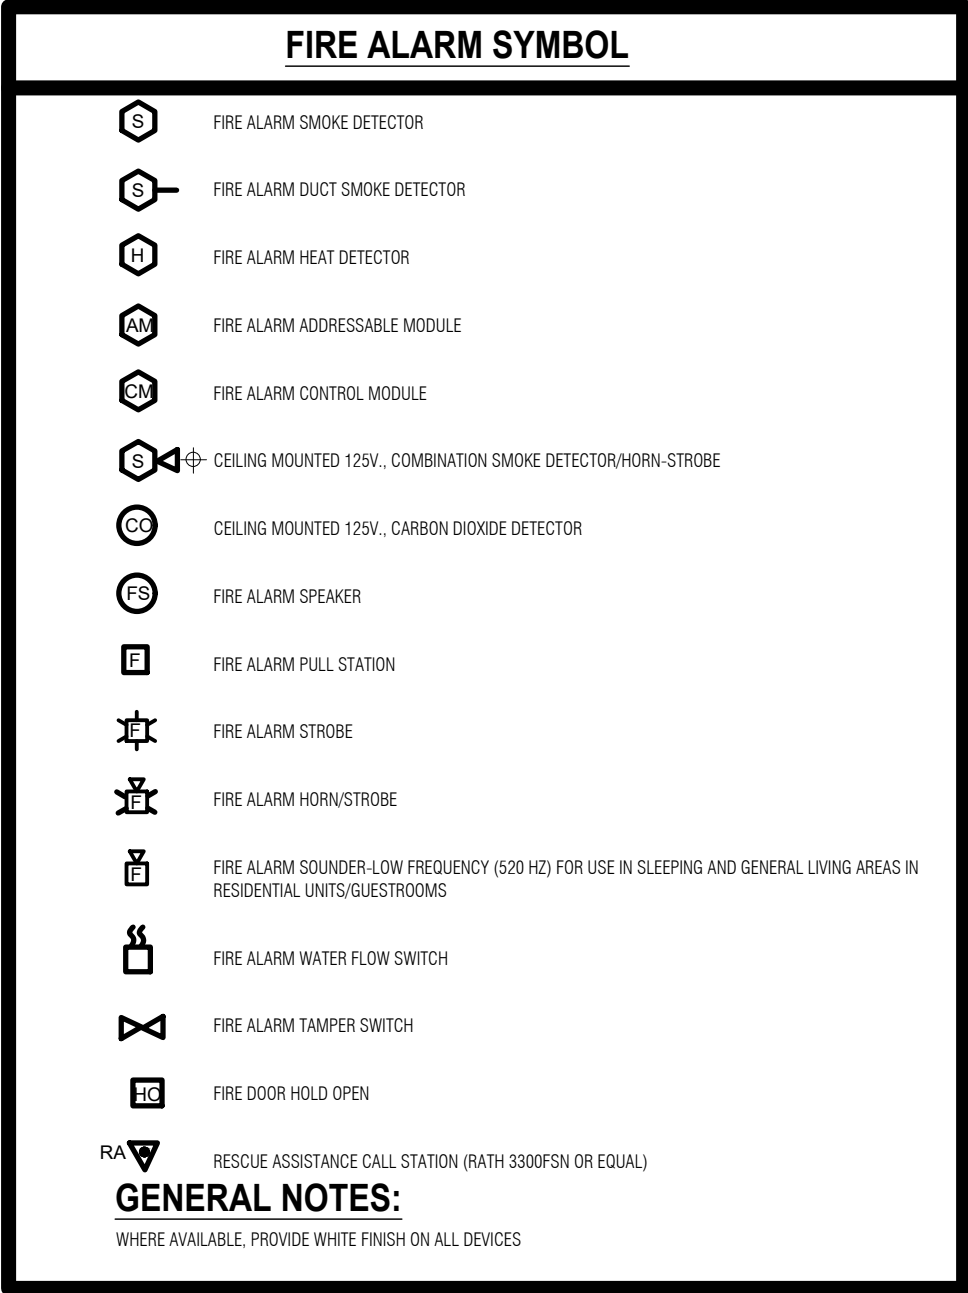 FIRE ALARM SYMBOL
S FIRE ALARM SMOKE DETECTOR
S FIRE ALARM DUCT SMOKE DETECTOR
H FIRE ALARM HEAT DETECTOR
AM FIRE ALARM ADDRESSABLE MODULE
CM FIRE ALARM CONTROL MODULE
S CEILING MOUNTED 125V., COMBINATION SMOKE DETECTOR/HORN-STROBE
CO CEILING MOUNTED 125V., CARBON DIOXIDE DETECTOR
FS FIRE ALARM SPEAKER
F FIRE ALARM PULL STATION
F FIRE ALARM STROBE
F FIRE ALARM HORN/STROBE
F FIRE ALARM SOUNDER-LOW FREQUENCY (520 HZ) FOR USE IN SLEEPING AND GENERAL LIVING AREAS IN
RESIDENTIAL UNITS/GUESTROOMS
FIRE ALARM WATER FLOW SWITCH
FIRE ALARM TAMPER SWITCH
HO FIRE DOOR HOLD OPEN
RA RESCUE ASSISTANCE CALL STATION (RATH 3300FSN OR EQUAL)
GENERAL NOTES:
WHERE AVAILABLE, PROVIDE WHITE FINISH ON ALL DEVICES